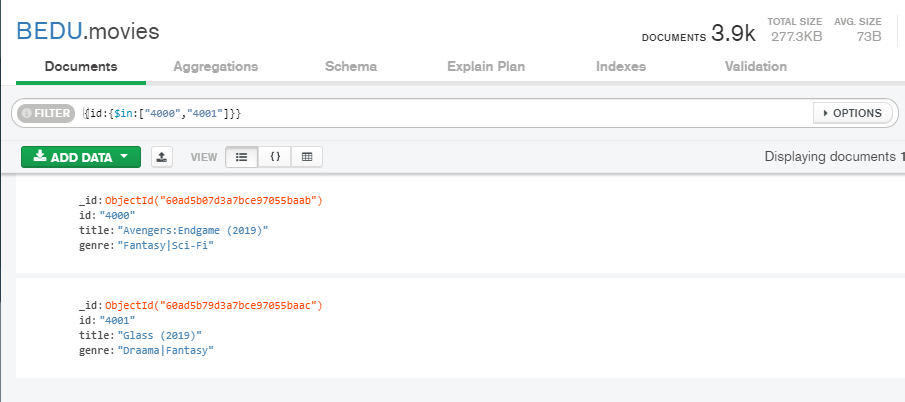 BEDU.movies
DOCUMENTS 3.9k TOTAL SIZE 277.3KB AVG. SIZE 73B
Documents Aggregations Schema Explain Plan Indexes Validation
FILTER {id:{$in:["4000","4001"]}} OPTIONS
ADD DATA VIEW {} Displaying documents 1
_id: ObjectId("60ad5b07d3a7bce97055baab")
id: "4000"
title: "Avengers:Endgame (2019)"
genre: "Fantasy|Sci-Fi"
_id: ObjectId("60ad5b79d3a7bce97055baac")
id: "4001"
title: "Glass (2019)"
genre: "Draama|Fantasy"